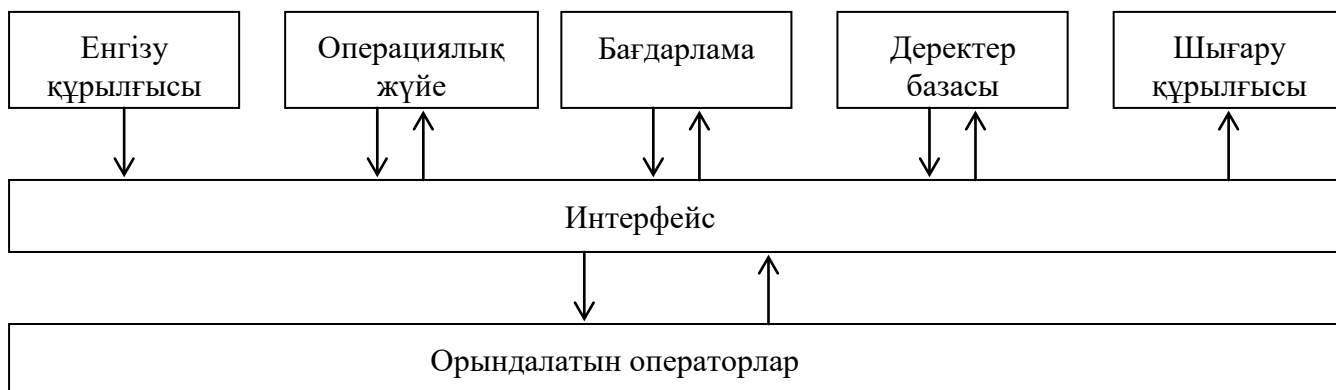 Енгізу
құрылғысы
Операциялық
жүйе
Бағдарлама
Деректер
базасы
Шығару
құрылғысы
Интерфейс
Орындалатын операторлар